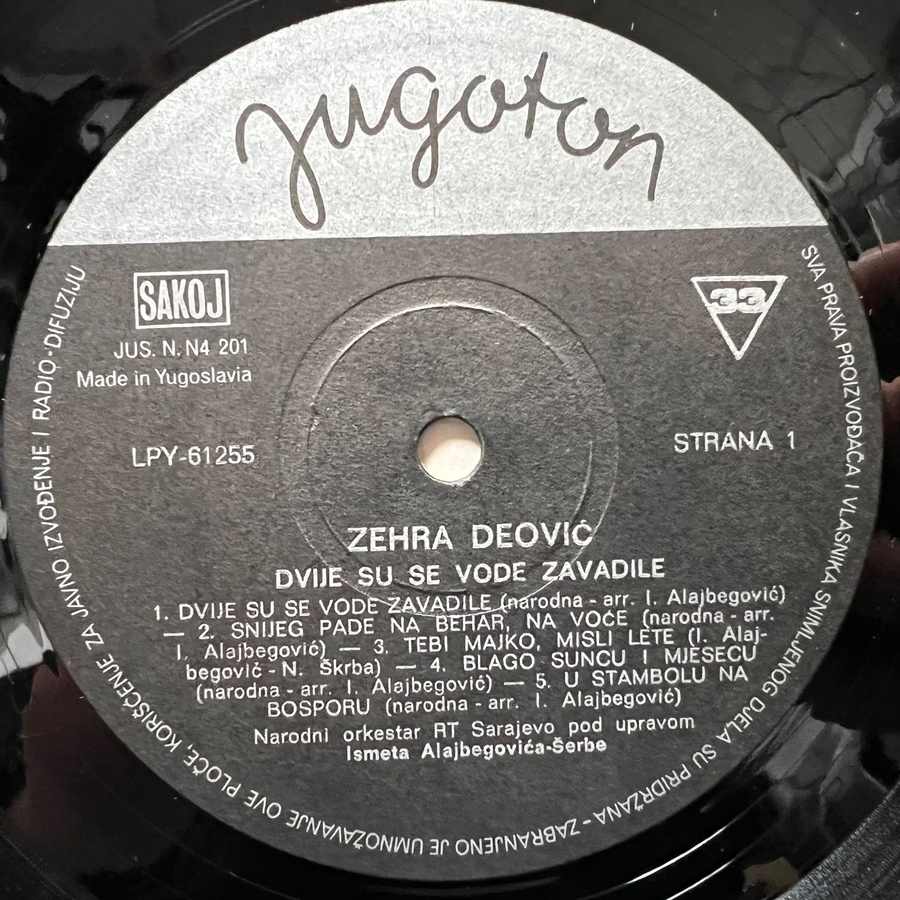 jugoton
SAKOJ
JUS. N. N4 201
Made in Yugoslavia
33
LPY-61255
STRANA 1
ZEHRA DEOVIĆ
DVIJE SU SE VODE ZAVADILE
1. DVIJE SU SE VODE ZAVADILE (narodna - arr. I. Alajbegović)
— 2. SNIJEG PADE NA BEHAR, NA VOĆE (narodna - arr.
I. Alajbegović) — 3. TEBI MAJKO, MISLI LETE (I. Alaj-
begović - N. Škrba) — 4. BLAGO SUNCU I MJESECU
(narodna - arr. I. Alajbegović) — 5. U STAMBOLU NA
BOSPORU (narodna - arr. I. Alajbegović)
Narodni orkestar RT Sarajevo pod upravom
Ismeta Alajbegovića-Šerbe
SVA PRAVA PROIZVOĐAČA I VLASNIKA SNIMLJENOG DJELA SU PRIDRŽANA - ZABRANJENO JE UMNOŽAVANJE OVE PLOČE, KORIŠĆENJE ZA JAVNO IZVOĐENJE I RADIO-DIFUZIJU